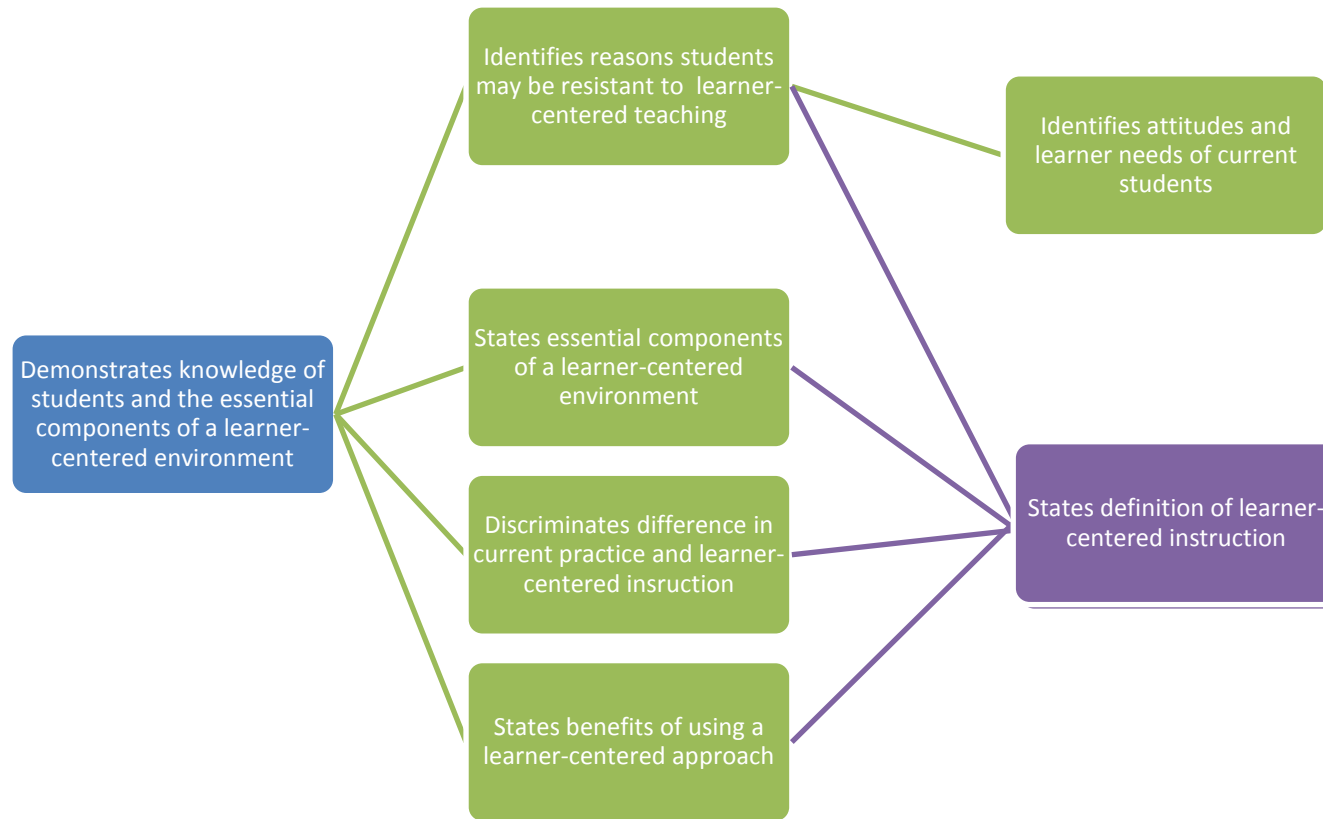 Demonstrates knowledge of
students and the essential
components of a learner-
centered environment
Identifies reasons students
may be resistant to  learner-
centered teaching
States essential components
of a learner-centered
environment
Discriminates difference in
current practice and learner-
centered insruction
States benefits of using a
learner-centered approach
Identifies attitudes and
learner needs of current
students
States definition of learner-
centered instruction